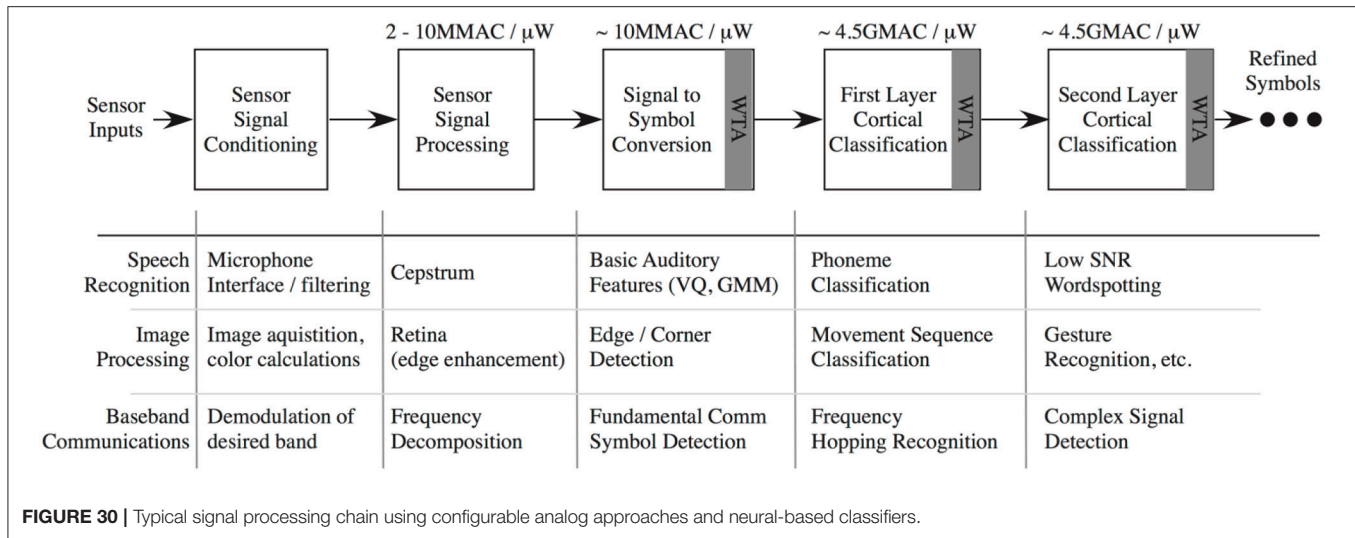 2 - 10MMAC / μW
~ 10MMAC / μW
~ 4.5GMAC / μW
~ 4.5GMAC / μW
Sensor
Inputs
Sensor
Signal
Conditioning
Sensor
Signal
Processing
Signal to
Symbol
Conversion
WTA
First Layer
Cortical
Classification
WTA
Second Layer
Cortical
Classification
WTA
Refined
Symbols
Speech
Recognition
Microphone
Interface / filtering
Cepstrum
Basic Auditory
Features (VQ, GMM)
Phoneme
Classification
Low SNR
Wordspotting
Image
Processing
Image aquistition,
color calculations
Retina
(edge enhancement)
Edge / Corner
Detection
Movement Sequence
Classification
Gesture
Recognition, etc.
Baseband
Communications
Demodulation of
desired band
Frequency
Decomposition
Fundamental Comm
Symbol Detection
Frequency
Hopping Recognition
Complex Signal
Detection
FIGURE 30 | Typical signal processing chain using configurable analog approaches and neural-based classifiers.